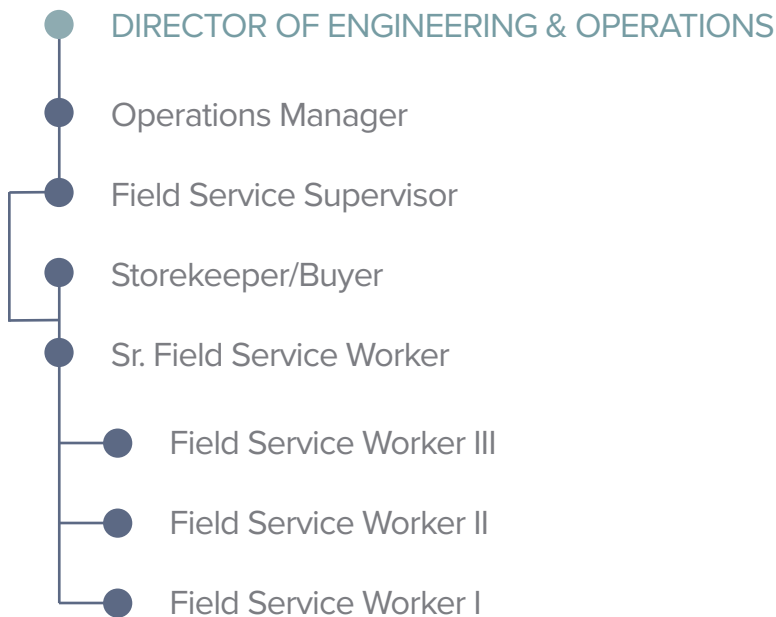 DIRECTOR OF ENGINEERING & OPERATIONS
Operations Manager
Field Service Supervisor
Storekeeper/Buyer
Sr. Field Service Worker
Field Service Worker III
Field Service Worker II
Field Service Worker I